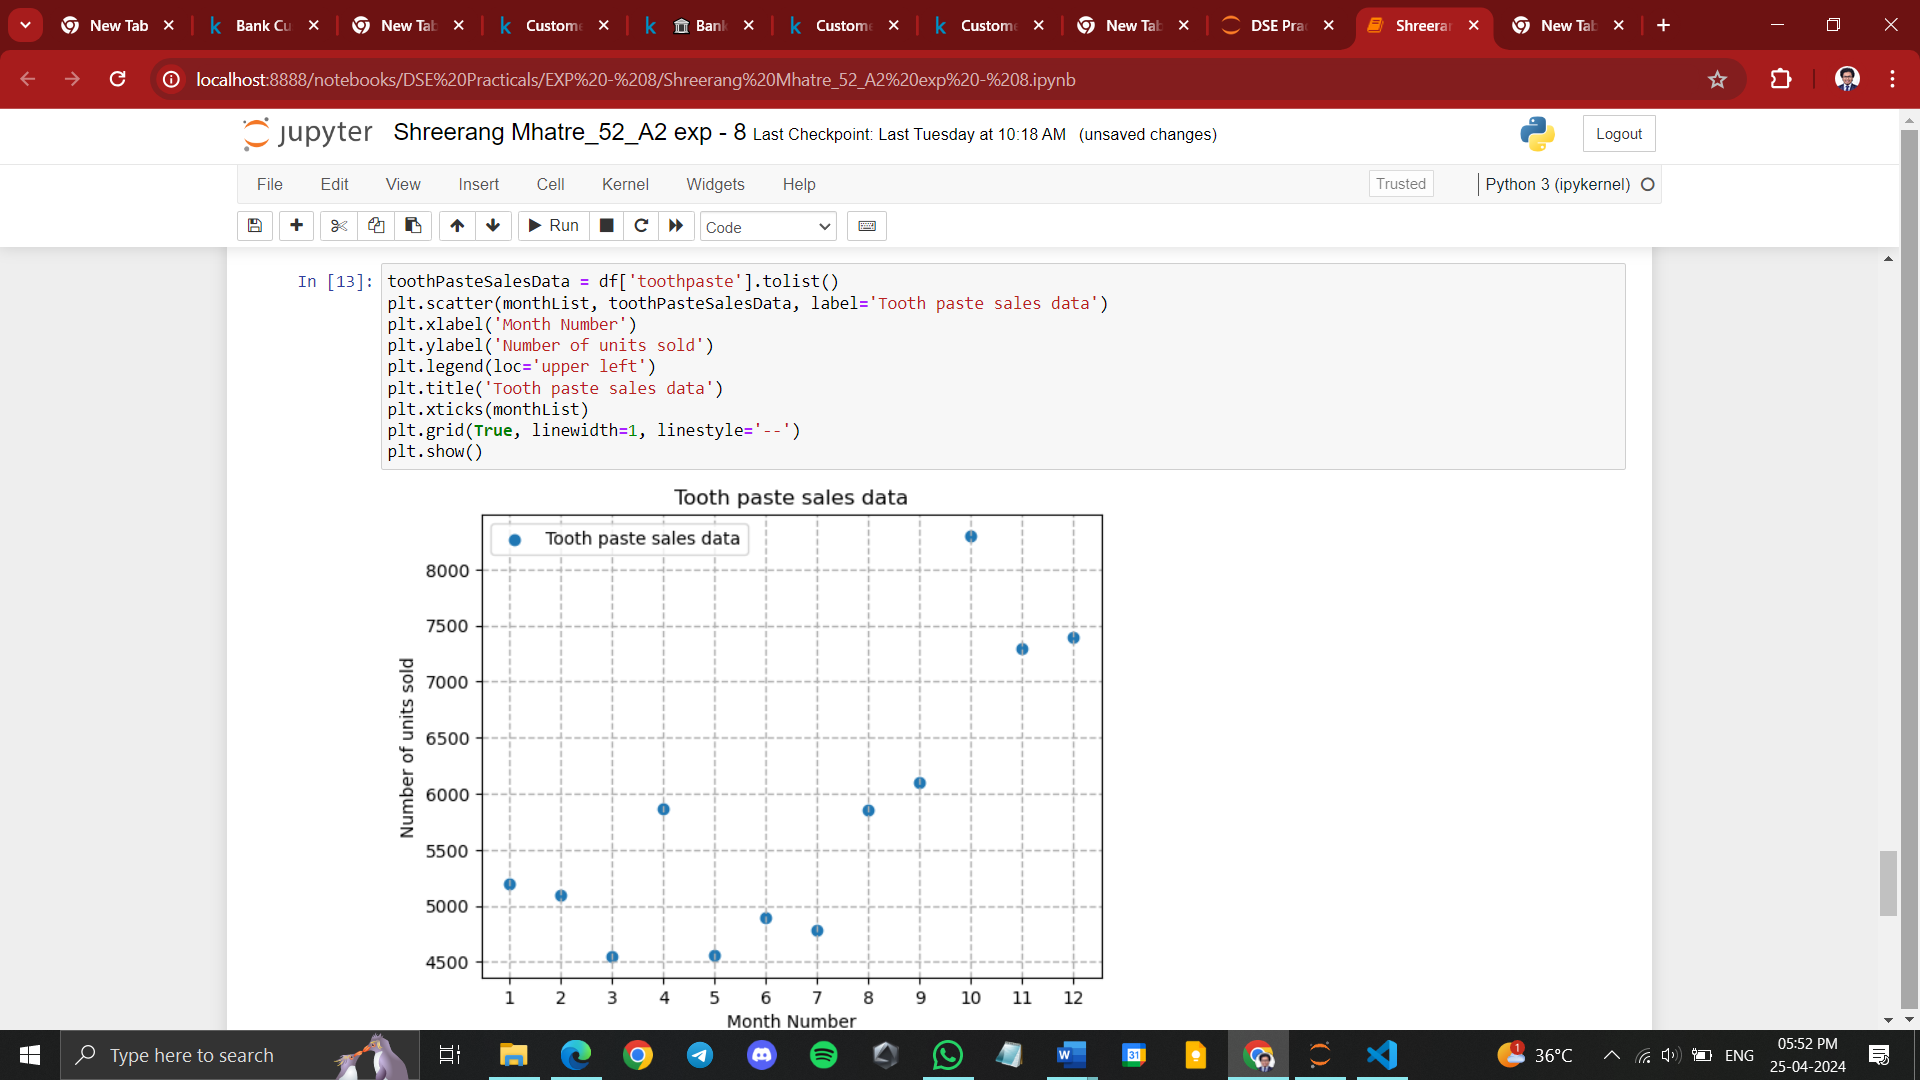 New Tab
Bank Cu
New Tab
Custome
Bank
Custome
Custome
New Tab
DSE Prac
Shreeran
New Tab
localhost:8888/notebooks/DSE%20Practicals/EXP%20-%208/Shreerang%20Mhatre_52_A2%20exp%20-%208.ipynb
jupyter Shreerang Mhatre_52_A2 exp - 8 Last Checkpoint: Last Tuesday at 10:18 AM (unsaved changes)
Logout
File Edit View Insert Cell Kernel Widgets Help
Trusted
Python 3 (ipykernel)
Run
Code
In [13]:
toothPasteSalesData = df['toothpaste'].tolist()
plt.scatter(monthList, toothPasteSalesData, label='Tooth paste sales data')
plt.xlabel('Month Number')
plt.ylabel('Number of units sold')
plt.legend(loc='upper left')
plt.title('Tooth paste sales data')
plt.xticks(monthList)
plt.grid(True, linewidth=1, linestyle='--')
plt.show()
Tooth paste sales data
Tooth paste sales data
8000
7500
7000
6500
6000
5500
5000
4500
Number of units sold
1 2 3 4 5 6 7 8 9 10 11 12
Month Number
Type here to search
1
36°C
ENG
05:52 PM
25-04-2024